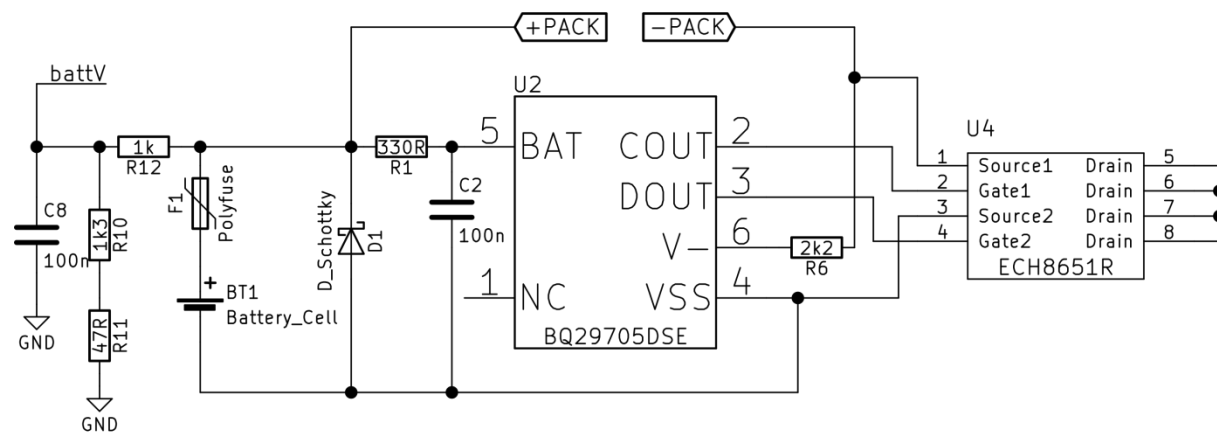 +PACK
-PACK
battV
U2
U4
1k
R12
330R
R1
5
BAT
COUT
2
1
Source1
Drain
5
2
Gate1
Drain
6
3
Source2
Drain
7
4
Gate2
Drain
8
ECH8651R
C8
100n
1k3
R10
F1
Polyfuse
D_Schottky
D1
C2
100n
DOUT
3
V-
6
2k2
R6
1
NC
VSS
4
BQ29705DSE
+
BT1
Battery_Cell
GND
47R
R11
GND